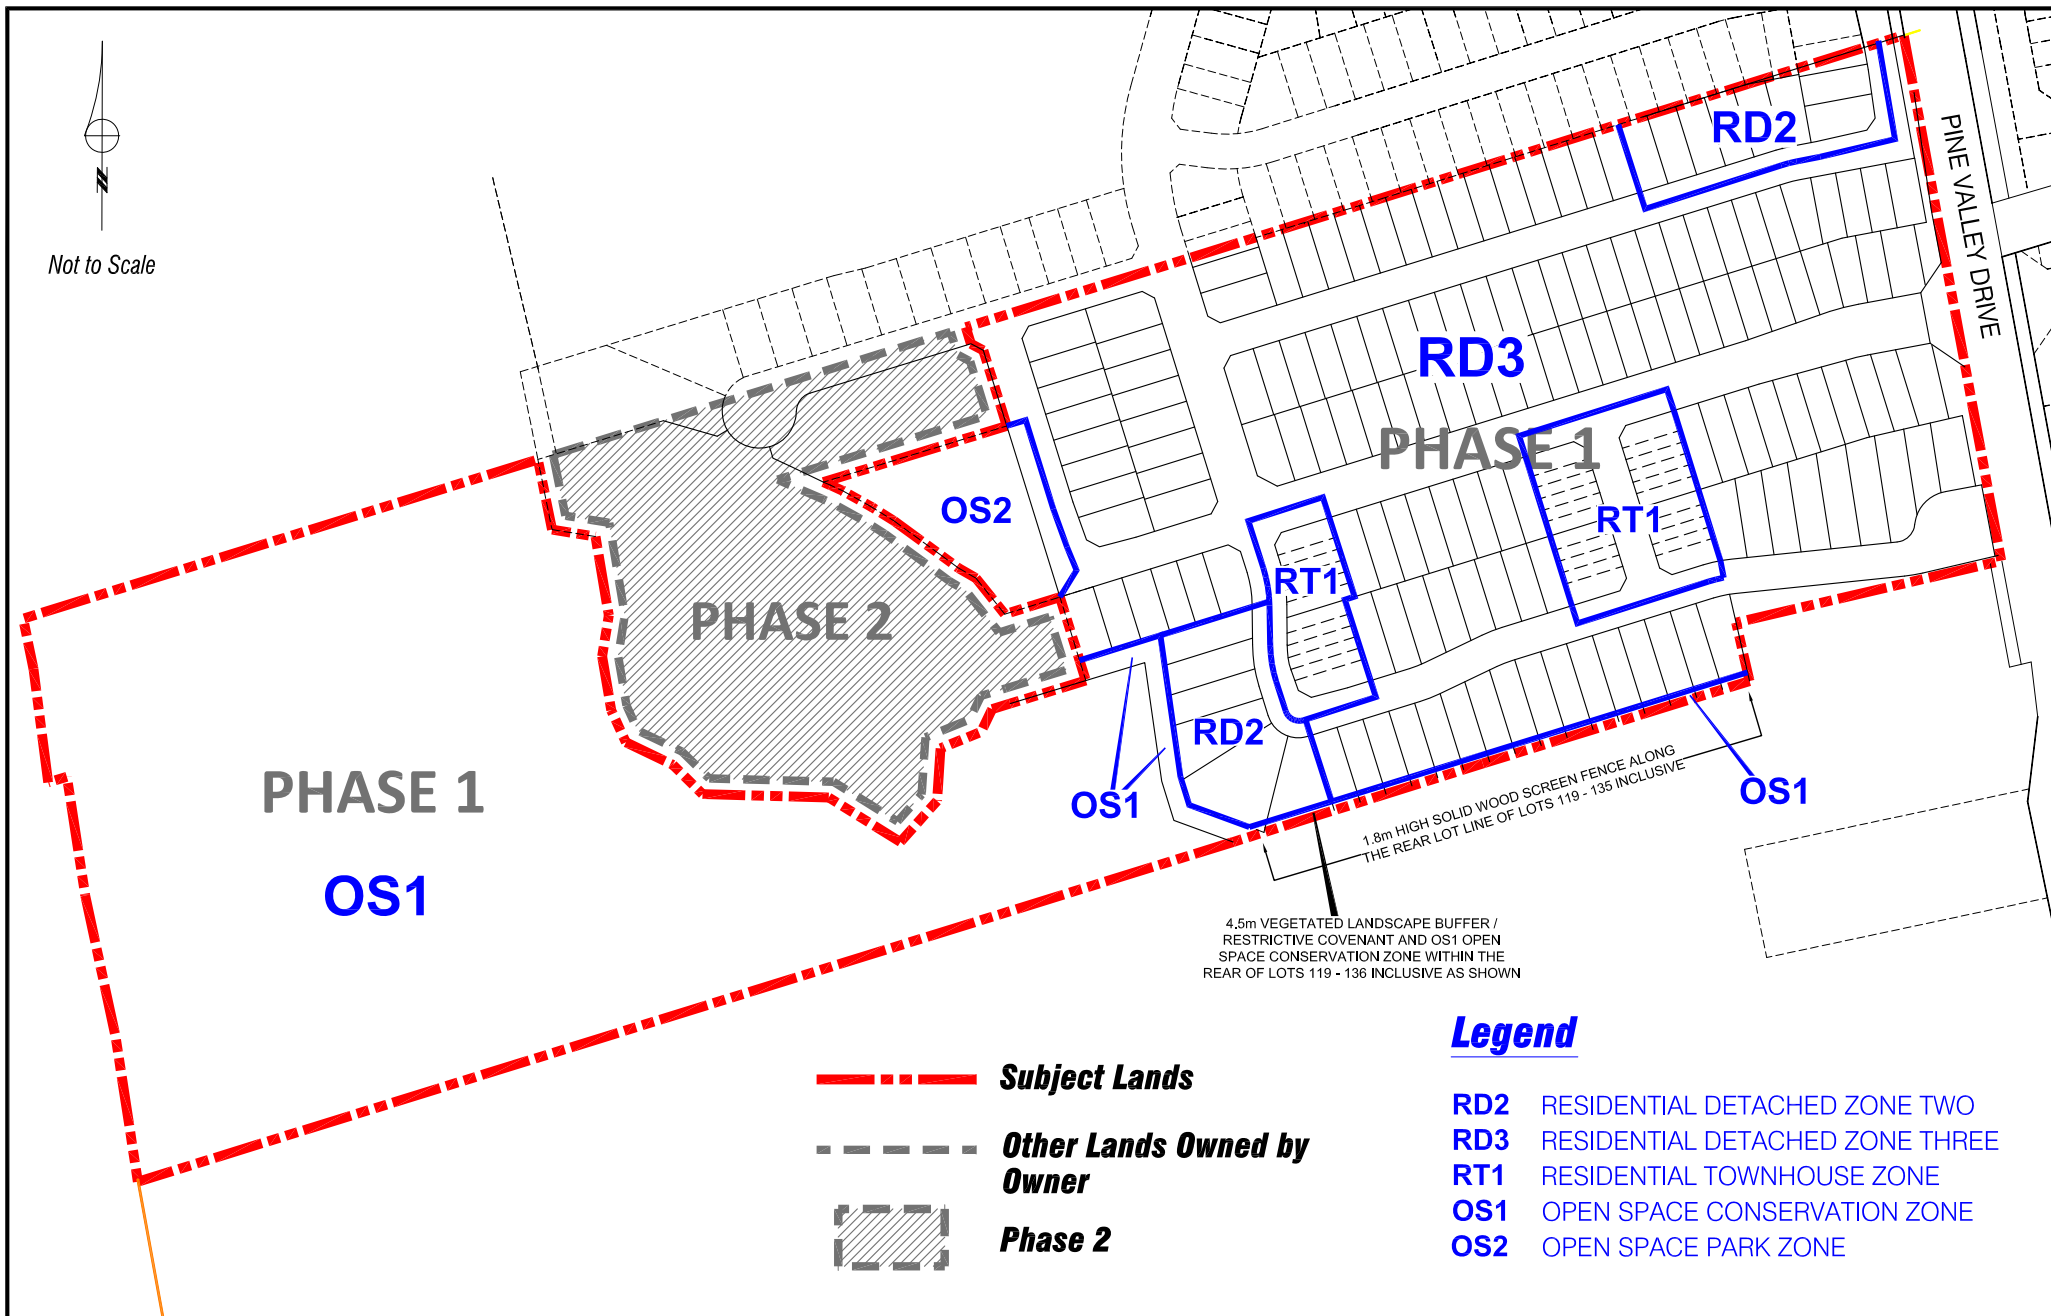 N
Not to Scale
RD2
PINE VALLEY DRIVE
RD3
PHASE 1
OS2
RT1
RT1
PHASE 2
RD2
OS1
OS1
PHASE 1
OS1
1.8m HIGH SOLID WOOD SCREEN FENCE ALONG
THE REAR LOT LINE OF LOTS 119 - 135 INCLUSIVE
4.5m VEGETATED LANDSCAPE BUFFER /
RESTRICTIVE COVENANT AND OS1 OPEN
SPACE CONSERVATION ZONE WITHIN THE
REAR OF LOTS 119 - 136 INCLUSIVE AS SHOWN
Subject Lands
Other Lands Owned by
Owner
Phase 2
Legend
RD2 RESIDENTIAL DETACHED ZONE TWO
RD3 RESIDENTIAL DETACHED ZONE THREE
RT1 RESIDENTIAL TOWNHOUSE ZONE
OS1 OPEN SPACE CONSERVATION ZONE
OS2 OPEN SPACE PARK ZONE